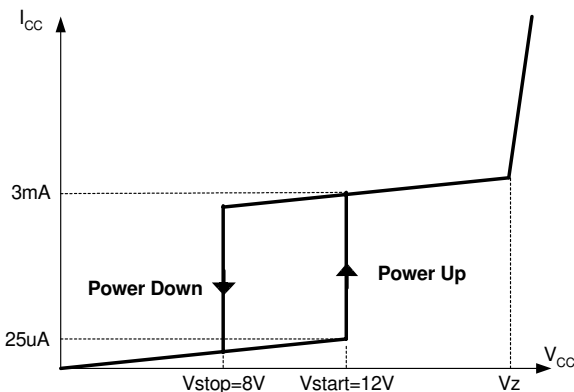 I_CC
3mA
Power Down
Power Up
25uA
V_CC
Vstop=8V
Vstart=12V
Vz